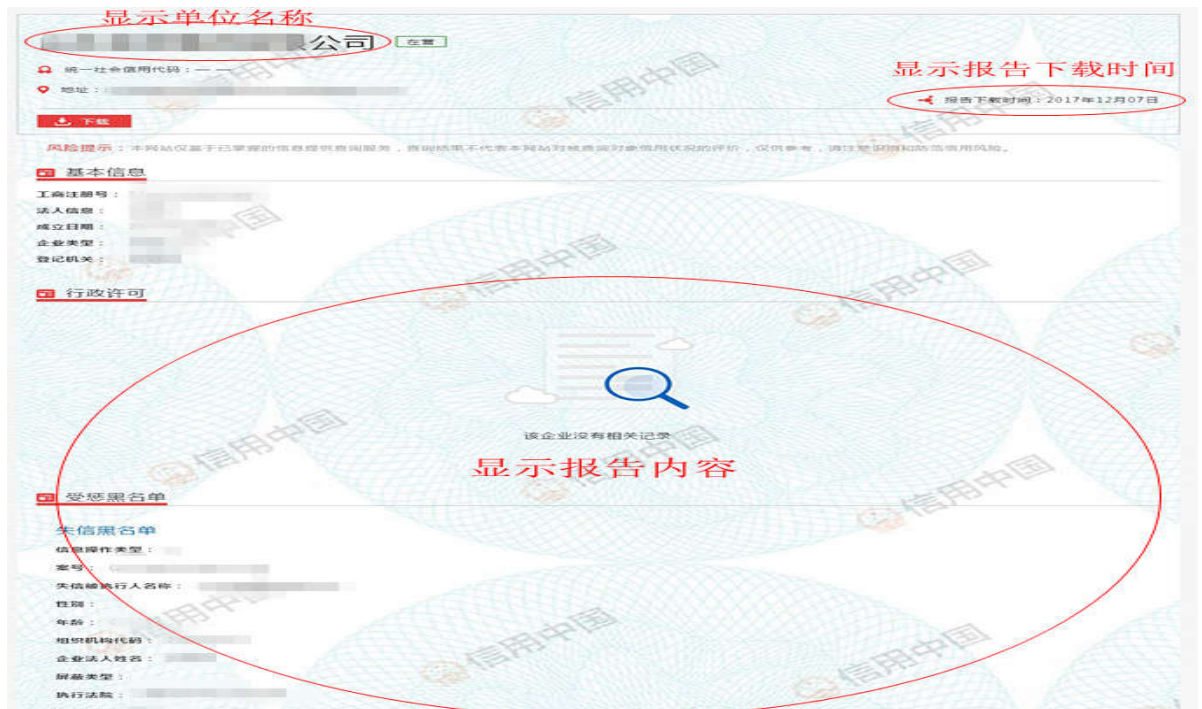 显示单位名称
公司 在营
统一社会信用代码：— —
显示报告下载时间
地址：
报告下载时间：2017年12月07日
下载
风险提示：本网站仅基于已掌握的信息提供查询服务，查询结果不代表本网站对被查询对象信用状况的评价，仅供参考，请注意识别和防范信用风险。
基本信息
工商注册号：
法人信息：
成立日期：
企业类型：
登记机关：
行政许可
该企业没有相关记录
显示报告内容
受惩黑名单
失信黑名单
信息操作类型：
案号：
失信被执行人名称：
性别：
年龄：
组织机构代码：
企业法人姓名：
屏蔽类型：
执行法院：
信用中国